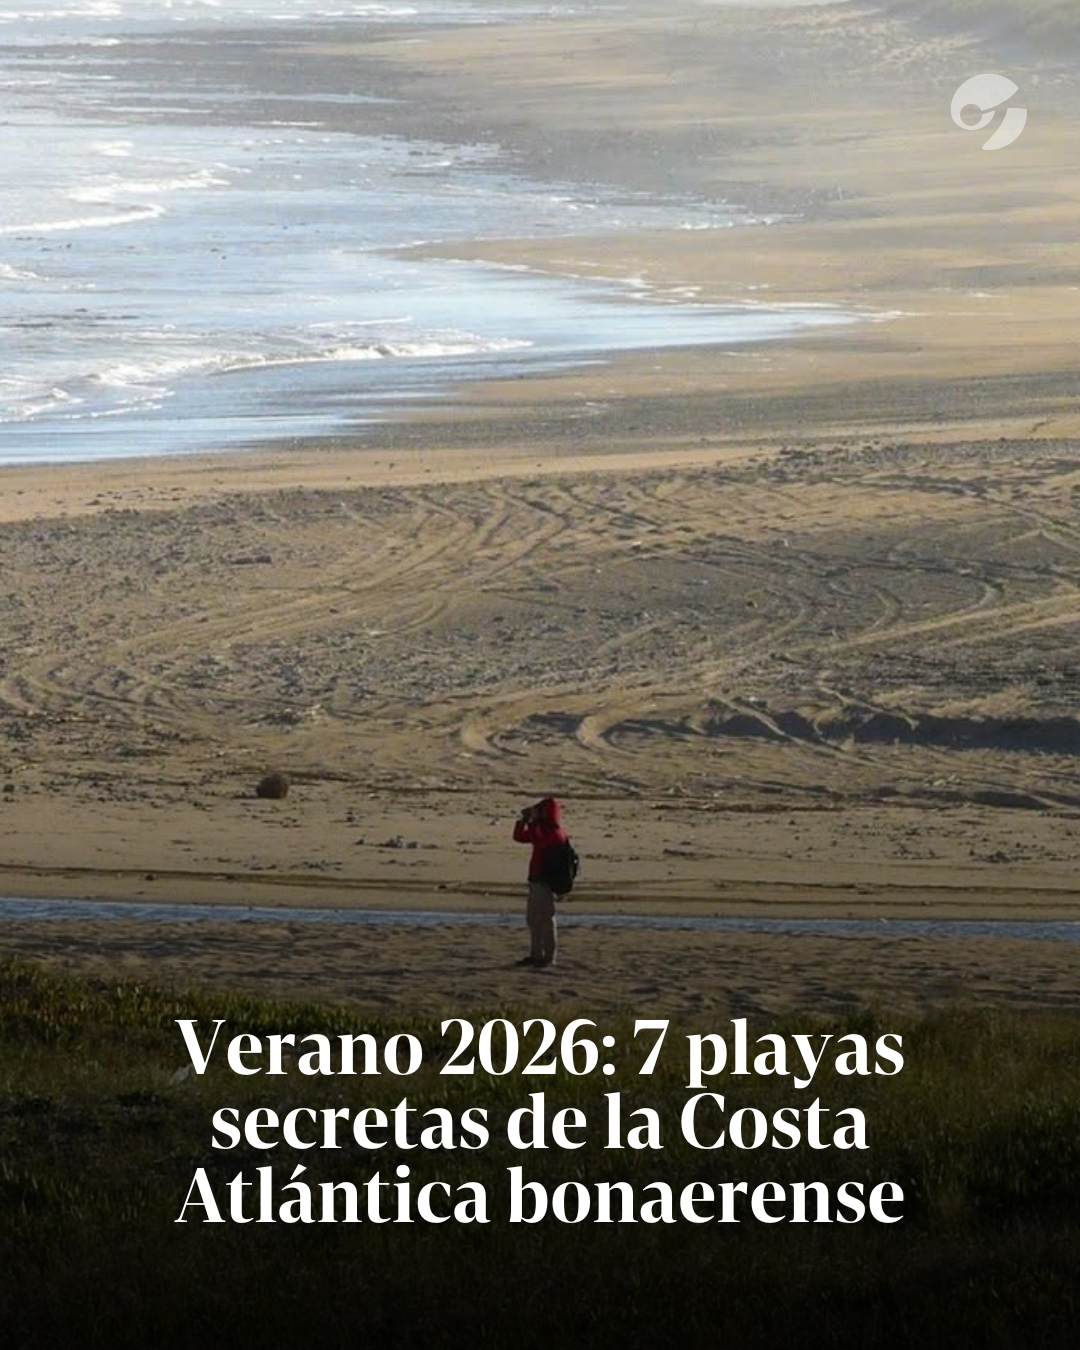 Verano 2026: 7 playas
secretas de la Costa
Atlántica bonaerense